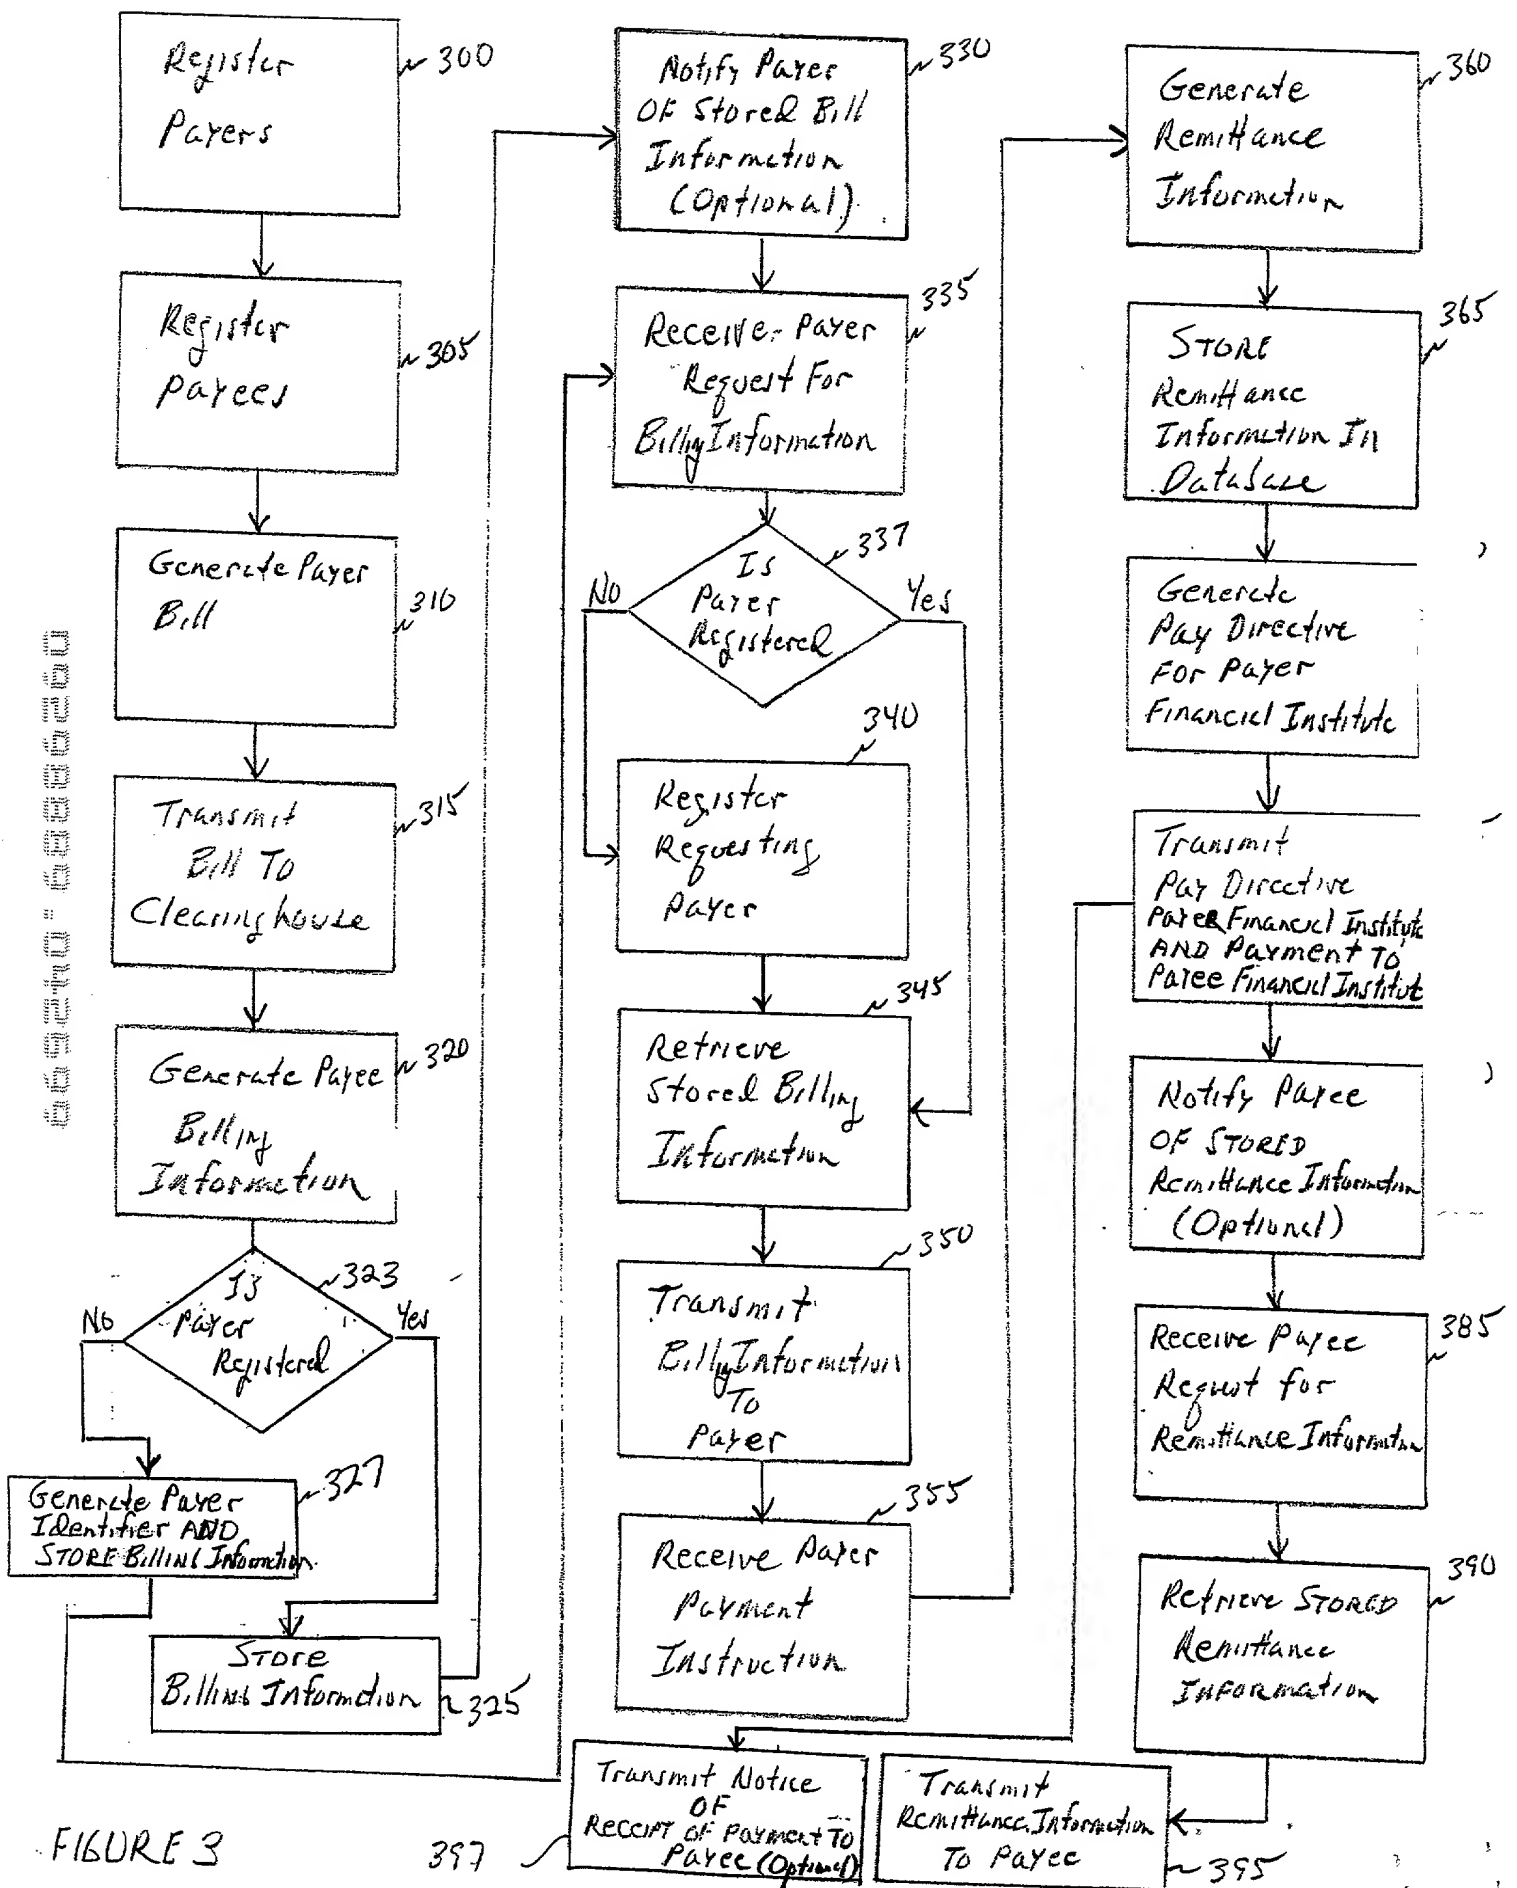 Register
Payers
300
Register
Payees
305
Generate Payer
Bill
310
Transmit
Bill To
Clearinghouse
315
Generate Payee
Billing
Information
320
Is
Payer
Registered
323
No
Yes
Generate Payer
Identifier AND
STORE Billing Information
327
Store
Billing Information
325
Notify Payer
OF Stored Bill
Information
(Optional)
330
Receive Payer
Request For
Billing Information
335
Is
Payer
Registered
337
No
Yes
340
Register
Requesting
Payer
345
Retrieve
Stored Billing
Information
350
Transmit
Billing Information
To
Payer
355
Receive Payer
Payment
Instruction
Transmit Notice
OF
RECEIPT OF PAYMENT TO
Payee (Optional)
397
Generate
Remittance
Information
360
STORE
Remittance
Information In
Database
365
Generate
Pay Directive
For Payer
Financial Institute
Transmit
Pay Directive
Payer Financial Institute
AND Payment To
Payee Financial Institute
Notify Payee
OF STORED
Remittance Information
(Optional)
Receive Payee
Request for
Remittance Information
385
Retrieve STORED
Remittance
INFORMATION
390
Transmit
Remittance Information
To Payee
395
FIGURE 3